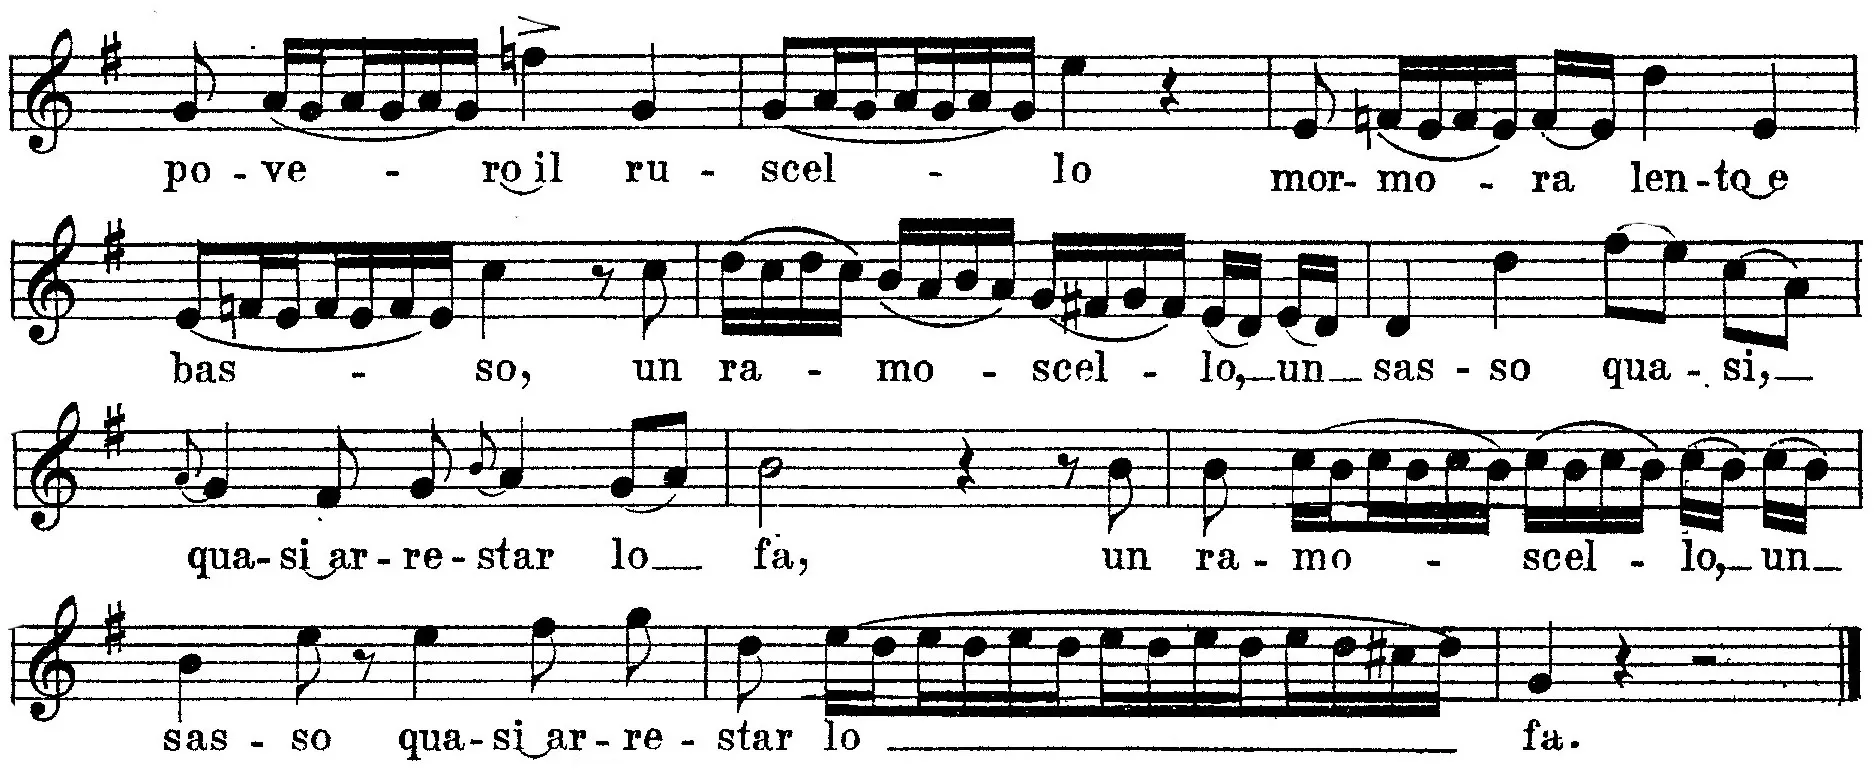 po - ve - ro il ru - scel - lo mor- mo - ra len -to e
bas - so, un ra - mo - scel - lo, un sas - so qua - si,
qua- si ar - re - star lo fa, un ra - mo - scel - lo, un
sas - so qua - si ar - re - star lo fa.